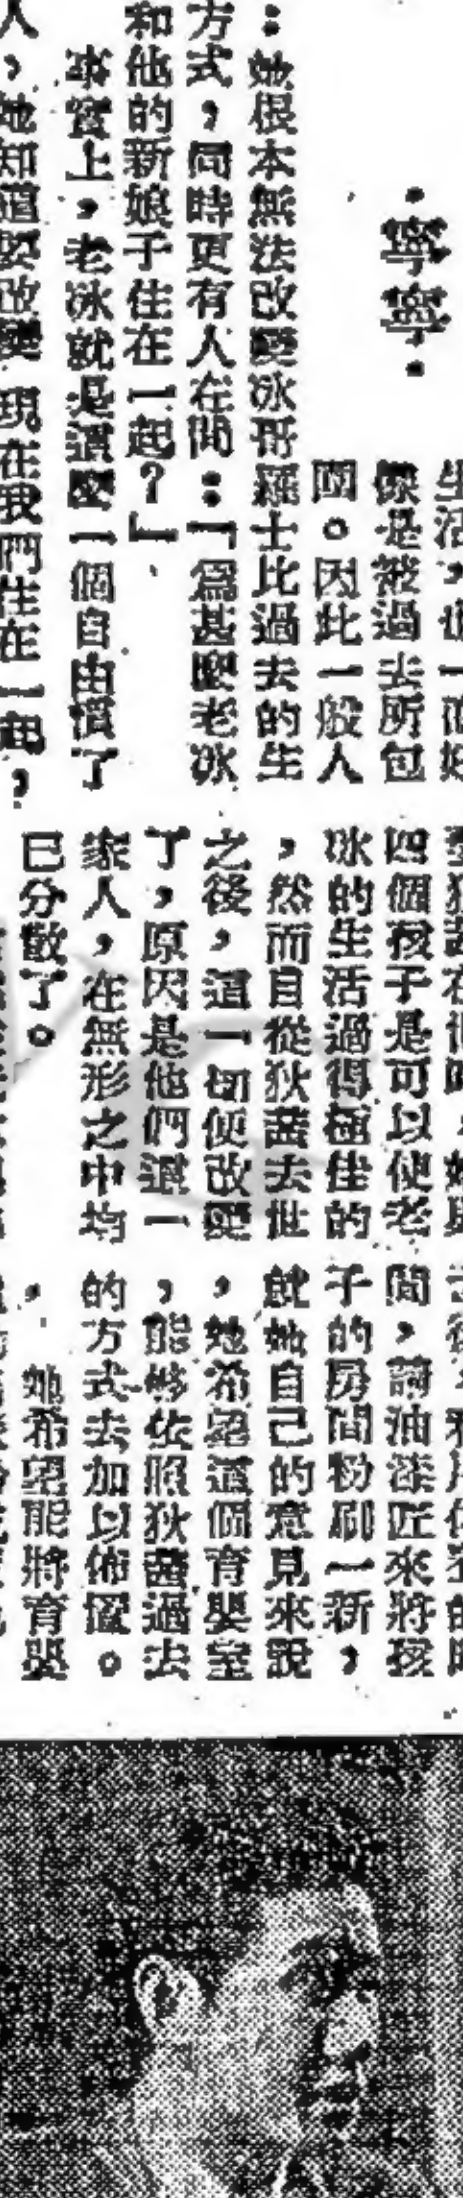 ·寧寧·
像是被過去所包
圍。因此一般人
：她根本無法改變冰哥羅士比過去的生
方式，同時更有人在問：「爲甚麼老冰
和他的新娘子住在一起？」
事實上，老冰就是這麼一個自由慣了
人，她知道要改變 現在我們住在一起，
四個孩子是可以使老
冰的生活過得極佳的
，然而自從狄茜去世
之後，這一切便改變
了，原因是他們這一
家人，在無形之中均
已分散了。
間，請油漆匠來將孩
子的房間粉刷一新，
就她自己的意見來說
，她希望這個育嬰室
，能夠依照狄茜過去
的方式去加以佈置。
她希望能將育嬰